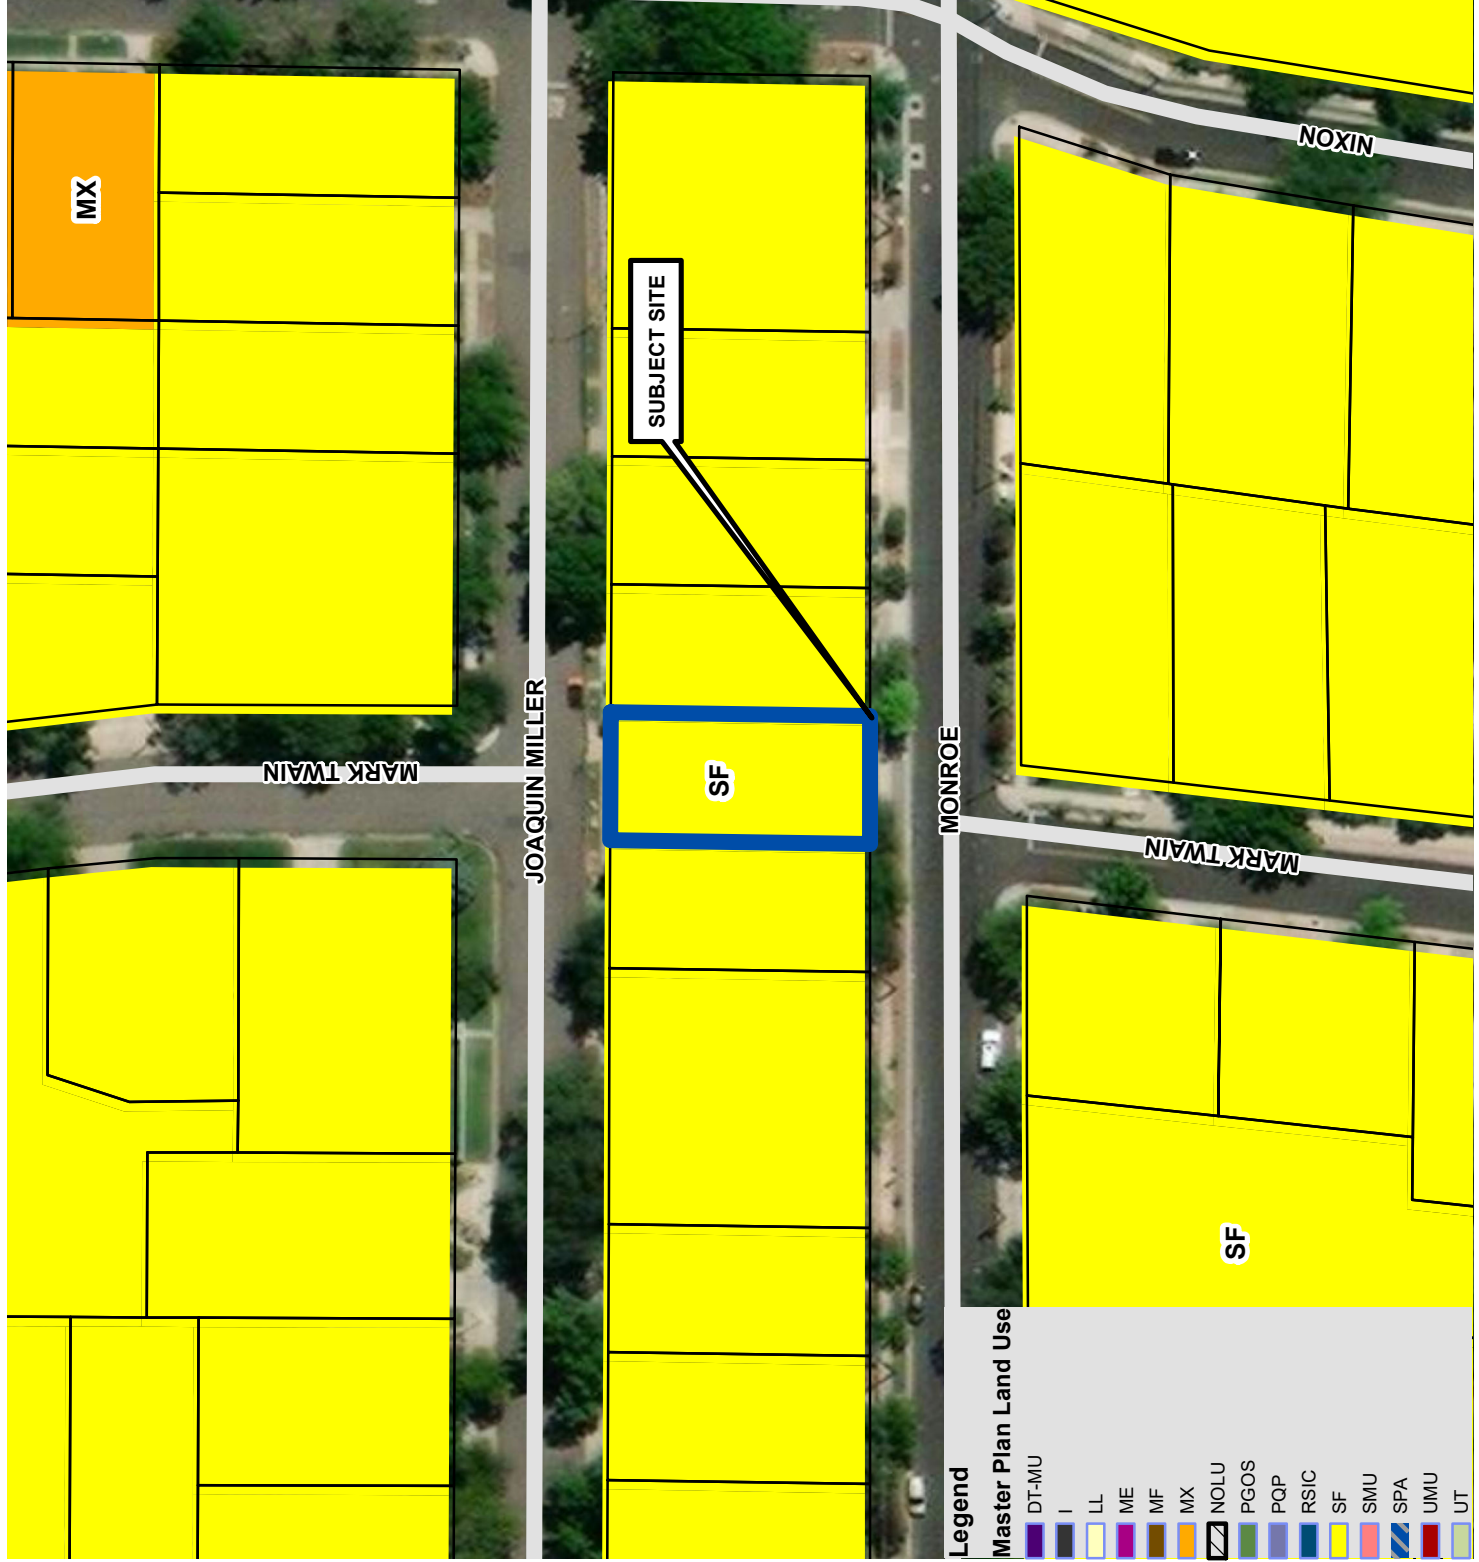 MX
NIXON
SUBJECT SITE
MARK TWAIN
JOAQUIN MILLER
SF
MONROE
MARK TWAIN
SF
Legend
Master Plan Land Use
DT-MU
I
LL
ME
MF
MX
NOLU
PGOS
PQP
RSIC
SF
SMU
SPA
UMU
UT